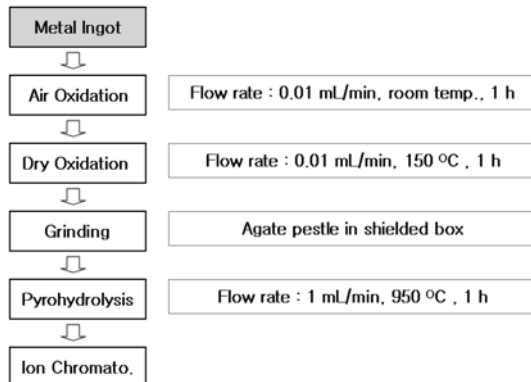 Metal Ingot
Air Oxidation
Flow rate : 0.01 mL/min, room temp., 1 h
Dry Oxidation
Flow rate : 0.01 mL/min, 150 ºC , 1 h
Grinding
Agate pestle in shielded box
Pyrohydrolysis
Flow rate : 1 mL/min, 950 ºC , 1 h
Ion Chromato.